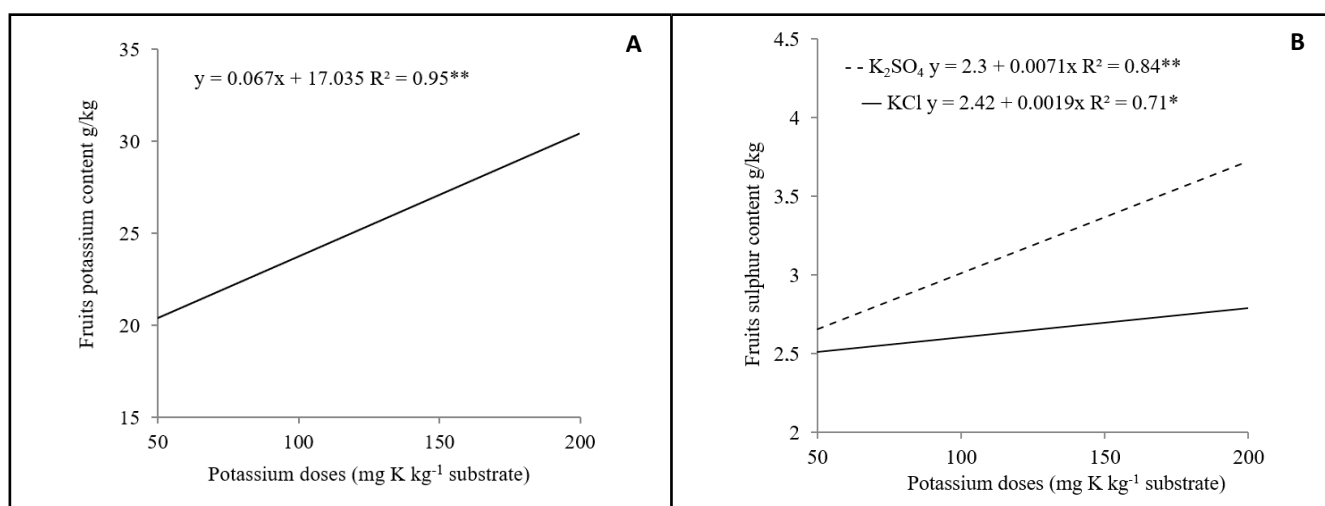 A
y = 0.067x + 17.035 R² = 0.95**
Fruits potassium content g/kg
35
30
25
20
15
50 100 150 200
Potassium doses (mg K kg⁻¹ substrate)
B
K₂SO₄ y = 2.3 + 0.0071x R² = 0.84**
KCl y = 2.42 + 0.0019x R² = 0.71*
Fruits sulphur content g/kg
4.5
4
3.5
3
2.5
2
50 100 150 200
Potassium doses (mg K kg⁻¹ substrate)